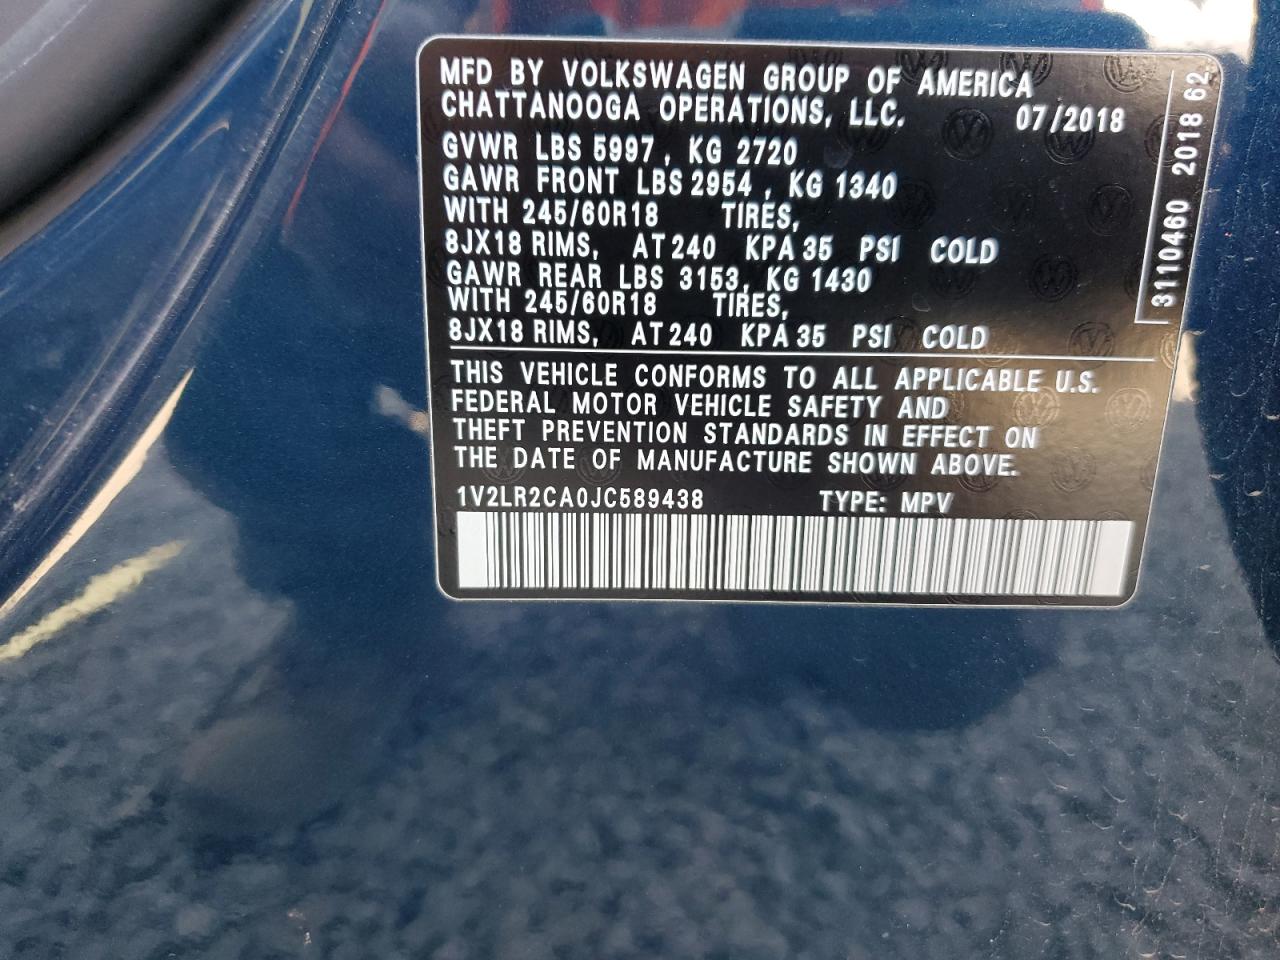 MFD BY VOLKSWAGEN GROUP OF AMERICA
CHATTANOOGA OPERATIONS, LLC. 07/2018
GVWR LBS 5997, KG 2720
GAWR FRONT LBS 2954, KG 1340
WITH 245/60R18 TIRES,
8JX18 RIMS, AT 240 KPA 35 PSI COLD
GAWR REAR LBS 3153, KG 1430
WITH 245/60R18 TIRES,
8JX18 RIMS, AT 240 KPA 35 PSI COLD
THIS VEHICLE CONFORMS TO ALL APPLICABLE U.S.
FEDERAL MOTOR VEHICLE SAFETY AND
THEFT PREVENTION STANDARDS IN EFFECT ON
THE DATE OF MANUFACTURE SHOWN ABOVE.
1V2LR2CA0JC589438 TYPE: MPV
3110460 2018 62